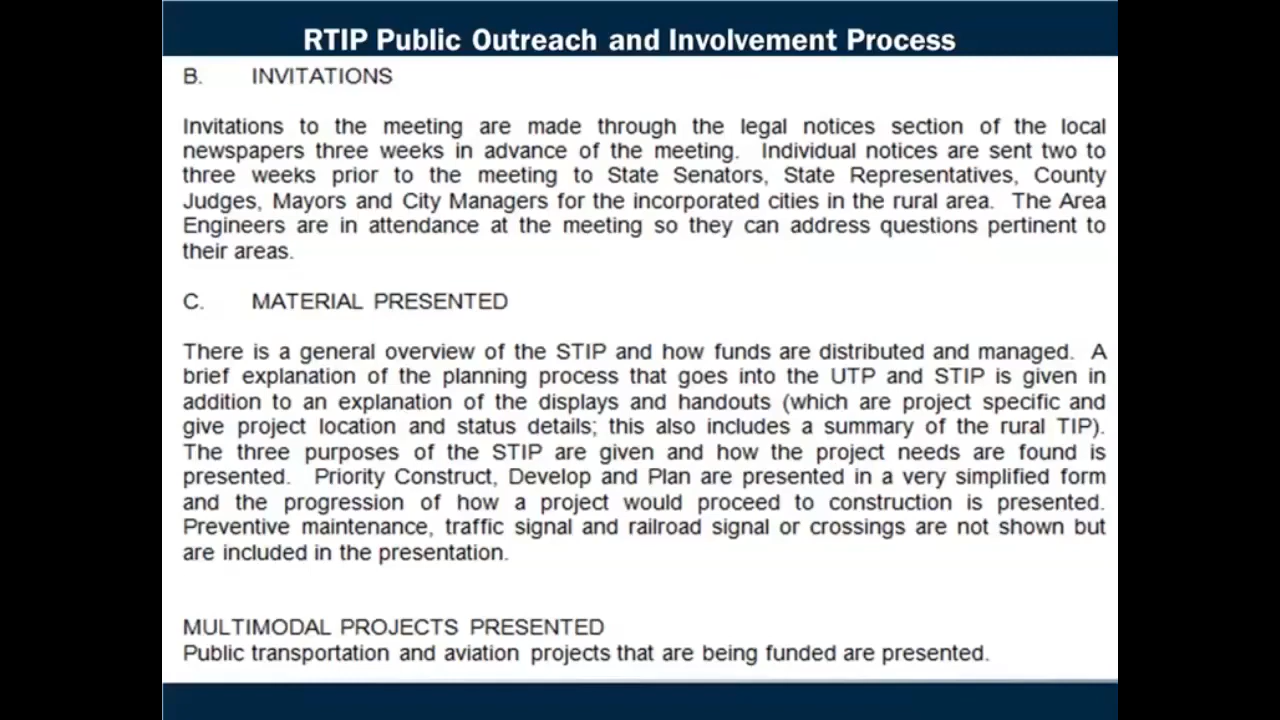 RTIP Public Outreach and Involvement Process
B. INVITATIONS
Invitations to the meeting are made through the legal notices section of the local
newspapers three weeks in advance of the meeting. Individual notices are sent two to
three weeks prior to the meeting to State Senators, State Representatives, County
Judges, Mayors and City Managers for the incorporated cities in the rural area. The Area
Engineers are in attendance at the meeting so they can address questions pertinent to
their areas.
C. MATERIAL PRESENTED
There is a general overview of the STIP and how funds are distributed and managed. A
brief explanation of the planning process that goes into the UTP and STIP is given in
addition to an explanation of the displays and handouts (which are project specific and
give project location and status details; this also includes a summary of the rural TIP).
The three purposes of the STIP are given and how the project needs are found is
presented. Priority Construct, Develop and Plan are presented in a very simplified form
and the progression of how a project would proceed to construction is presented.
Preventive maintenance, traffic signal and railroad signal or crossings are not shown but
are included in the presentation.
MULTIMODAL PROJECTS PRESENTED
Public transportation and aviation projects that are being funded are presented.